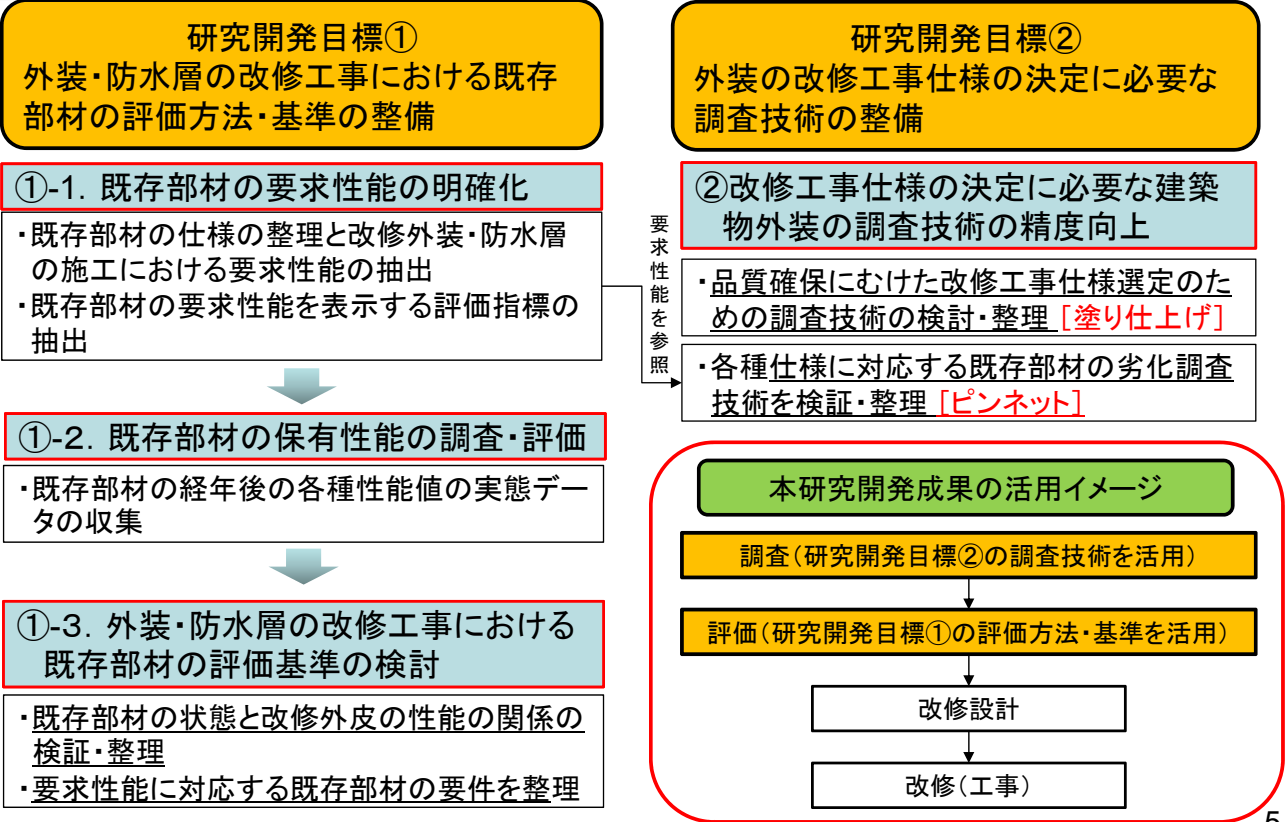 研究開発目標①
外装・防水層の改修工事における既存
部材の評価方法・基準の整備
①-1．既存部材の要求性能の明確化
・既存部材の仕様の整理と改修外装・防水層
の施工における要求性能の抽出
・既存部材の要求性能を表示する評価指標の
抽出
①-２．既存部材の保有性能の調査・評価
・既存部材の経年後の各種性能値の実態デー
タの収集
①-３．外装・防水層の改修工事における
既存部材の評価基準の検討
・既存部材の状態と改修外皮の性能の関係の
検証・整理
・要求性能に対応する既存部材の要件を整理
要求性能を参照
研究開発目標②
外装の改修工事仕様の決定に必要な
調査技術の整備
②改修工事仕様の決定に必要な建築
物外装の調査技術の精度向上
・品質確保にむけた改修工事仕様選定のた
めの調査技術の検討・整理［塗り仕上げ］
・各種仕様に対応する既存部材の劣化調査
技術を検証・整理［ピンネット］
本研究開発成果の活用イメージ
調査（研究開発目標②の調査技術を活用）
評価（研究開発目標①の評価方法・基準を活用）
改修設計
改修（工事）
5